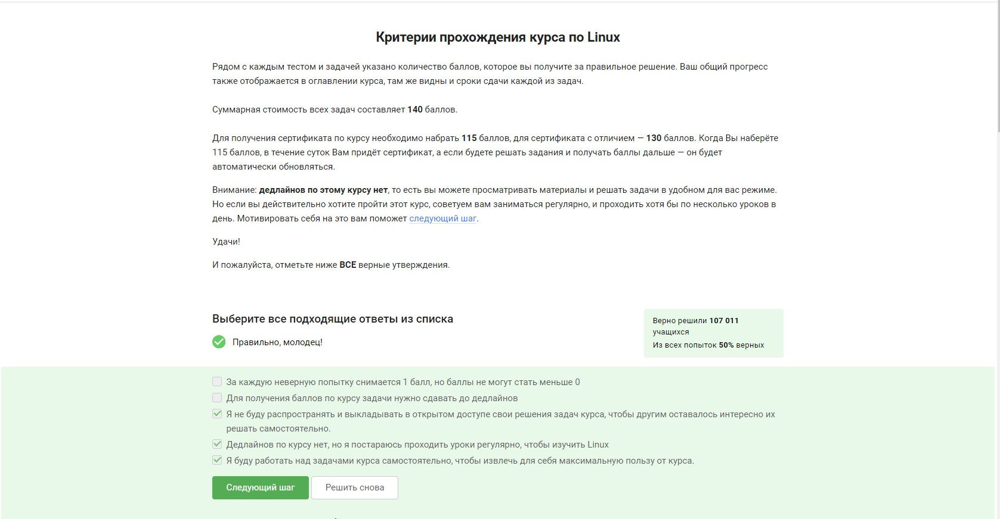 Критерии прохождения курса по Linux
Рядом с каждым тестом и задачей указано количество баллов, которое вы получите за правильное решение. Ваш общий прогресс
также отображается в оглавлении курса, там же видны и сроки сдачи каждой из задач.
Суммарная стоимость всех задач составляет 140 баллов.
Для получения сертификата по курсу необходимо набрать 115 баллов, для сертификата с отличием — 130 баллов. Когда Вы наберёте
115 баллов, в течение суток Вам придёт сертификат, а если будете решать задания и получать баллы дальше — он будет
автоматически обновляться.
Внимание: дедлайнов по этому курсу нет, то есть вы можете просматривать материалы и решать задачи в удобном для вас режиме.
Но если вы действительно хотите пройти этот курс, советуем вам заниматься регулярно, и проходить хотя бы по несколько уроков в
день. Мотивировать себя на это вам поможет следующий шаг.
Удачи!
И пожалуйста, отметьте ниже ВСЕ верные утверждения.
Выберите все подходящие ответы из списка
Правильно, молодец!
Верно решили 107 011
учащихся
Из всех попыток 50% верных
За каждую неверную попытку снимается 1 балл, но баллы не могут стать меньше 0
Для получения баллов по курсу задачи нужно сдавать до дедлайнов
Я не буду распространять и выкладывать в открытом доступе свои решения задач курса, чтобы другим оставалось интересно их
решать самостоятельно.
Дедлайнов по курсу нет, но я постараюсь проходить уроки регулярно, чтобы изучить Linux
Я буду работать над задачами курса самостоятельно, чтобы извлечь для себя максимальную пользу от курса.
Следующий шаг
Решить снова